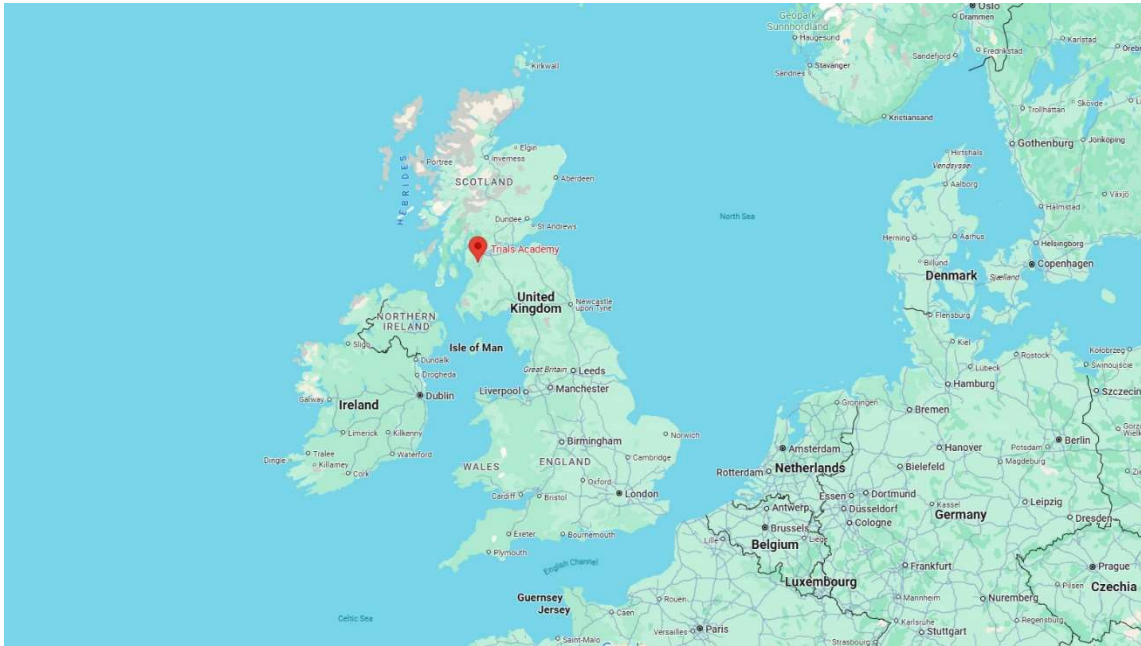 Oslo
Geopark
Sunnhordland
Drammen
Haugesund
Karlstad
Fredrikstad
Sandefjord
Stavanger
Sandnes
Kirkwall
Trollhättan
Skövde
Kristiansand
Gothenburg
Jönköping
Hirtshals
Vendsyssel
Elgin
Inverness
Portree
HEBRIDES
SCOTLAND
Aberdeen
Aalborg
Växjö
Halmstad
North Sea
Dundee
St Andrews
Herning
Aarhus
Helsingborg
Trials Academy
Billund
Copenhagen
Denmark
Sjælland
United
Kingdom
Newcastle
upon Tyne
NORTHERN
IRELAND
Flensburg
Sligo
Isle of Man
Kiel
Rostock
Kołobrzeg
Dundalk
Świnoujście
Drogheda
Great Britain
Leeds
Lübeck
Liverpool
Manchester
Hamburg
Szczecin
Galway
Ireland
Dublin
Groningen
Bremen
Limerick
Kilkenny
Birmingham
Norwich
Amsterdam
Hanover
Potsdam
Berlin
Dingle
Tralee
Killarney
Waterford
Cork
WALES
ENGLAND
Cambridge
Rotterdam
Netherlands
Bielefeld
Magdeburg
Oxford
Cardiff
Bristol
London
Essen
Dortmund
Antwerp
Düsseldorf
Kassel
Leipzig
Germany
Exeter
Bournemouth
Brussels
Cologne
Dresden
Plymouth
Lille
Liège
Belgium
English Channel
Frankfurt
Prague
Luxembourg
Pilsen
Czechia
Guernsey
Jersey
Rouen
Mannheim
Nuremberg
Caen
Celtic Sea
Karlsruhe
Regensburg
Saint-Malo
Versailles
Paris
Stuttgart
Strasbourg